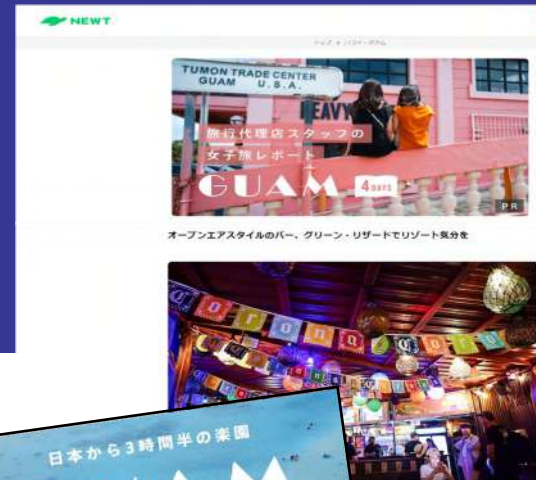 NEWT
TUMON TRADE CENTER
GUAM U.S.A.
HEAVY
旅行代理店スタッフの
女子旅レポート
GUAM 4DAYS
PR
オープンエアスタイルのバー、グリーン・リザードでリゾート気分を
Corona
日本から3時間半の楽園